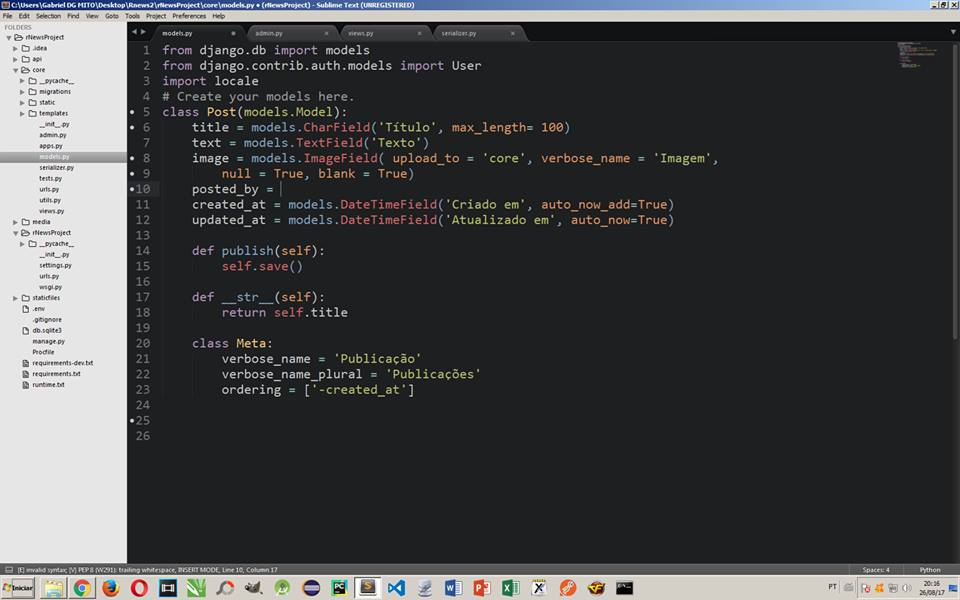 C:\Users\Gabriel DG MITO\Desktop\Rnews2\rNewsProject\core\models.py • (rNewsProject) - Sublime Text (UNREGISTERED)
File Edit Selection Find View Goto Tools Project Preferences Help
FOLDERS
rNewsProject
.idea
api
core
__pycache__
migrations
static
templates
__init__.py
admin.py
apps.py
models.py
serializer.py
tests.py
urls.py
utils.py
views.py
media
rNewsProject
__pycache__
__init__.py
settings.py
urls.py
wsgi.py
staticfiles
.env
.gitignore
db.sqlite3
manage.py
Procfile
requirements-dev.txt
requirements.txt
runtime.txt
models.py admin.py views.py serializer.py
1 from django.db import models
2 from django.contrib.auth.models import User
3 import locale
4 # Create your models here.
5 class Post(models.Model):
6 title = models.CharField('Título', max_length= 100)
7 text = models.TextField('Texto')
8 image = models.ImageField( upload_to = 'core', verbose_name = 'Imagem',
9 null = True, blank = True)
10 posted_by =
11 created_at = models.DateTimeField('Criado em', auto_now_add=True)
12 updated_at = models.DateTimeField('Atualizado em', auto_now=True)
13
14 def publish(self):
15 self.save()
16
17 def __str__(self):
18 return self.title
19
20 class Meta:
21 verbose_name = 'Publicação'
22 verbose_name_plural = 'Publicações'
23 ordering = ['-created_at']
24
25
26
[E] invalid syntax; [V] PEP 8 (W291): trailing whitespace, INSERT MODE, Line 10, Column 17 Spaces: 4 Python
Iniciar PT 20:16
26/08/17